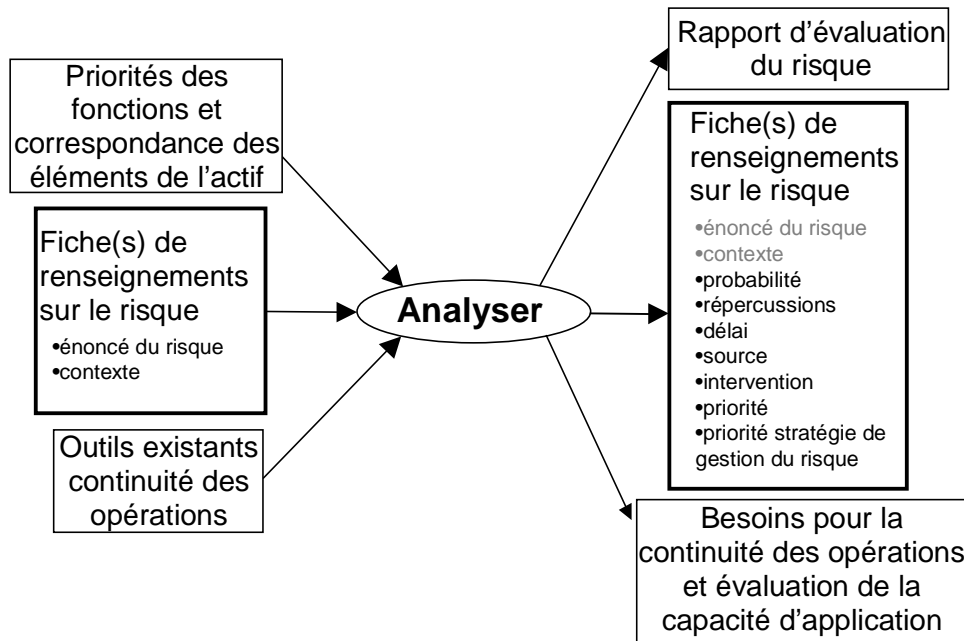 Priorités des
fonctions et
correspondance des
éléments de l'actif
Fiche(s) de
renseignements
sur le risque
•énoncé du risque
•contexte
Outils existants
continuité des
opérations
Analyser
Rapport d'évaluation
du risque
Fiche(s) de
renseignements
sur le risque
•énoncé du risque
•contexte
•probabilité
•répercussions
•délai
•source
•intervention
•priorité
•priorité stratégie de
gestion du risque
Besoins pour la
continuité des opérations
et évaluation de la
capacité d'application